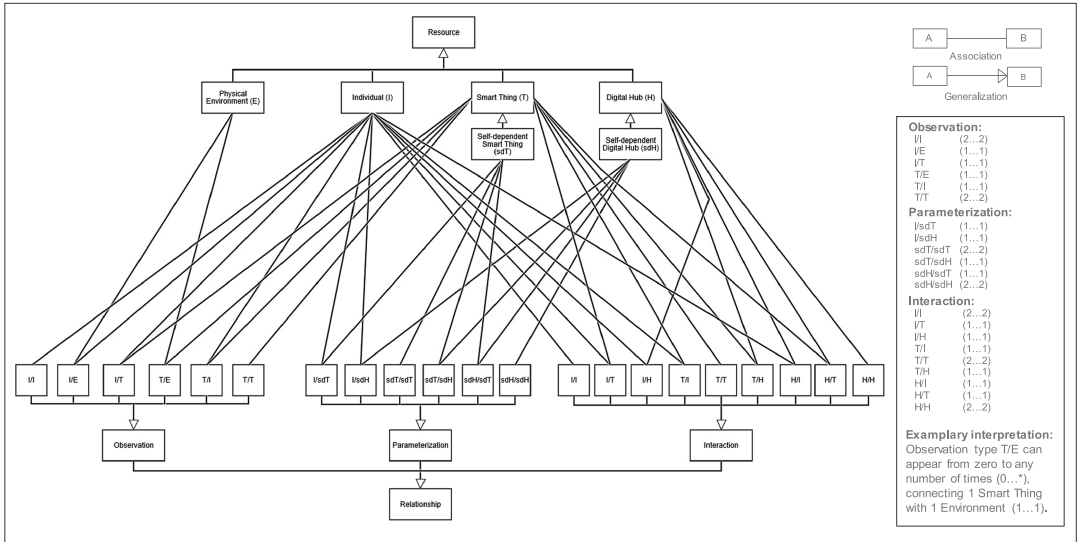 Resource
Physical
Environment (E)
Individual (I)
Smart Thing (T)
Digital Hub (H)
Self-dependent
Smart Thing
(sdT)
Self-dependent
Digital Hub (sdH)
I/I
I/E
I/T
T/E
T/I
T/T
I/sdT
I/sdH
sdT/sdT
sdT/sdH
sdH/sdT
sdH/sdH
I/I
I/T
I/H
T/I
T/T
T/H
H/I
H/T
H/H
Observation
Parameterization
Interaction
Relationship
A B
Association
A B
Generalization
Observation:
I/I (2...2)
I/E (1...1)
I/T (1...1)
T/E (1...1)
T/I (1...1)
T/T (2...2)
Parameterization:
I/sdT (1...1)
I/sdH (1...1)
sdT/sdT (2...2)
sdT/sdH (1...1)
sdH/sdT (1...1)
sdH/sdH (2...2)
Interaction:
I/I (2...2)
I/T (1...1)
I/H (1...1)
T/I (1...1)
T/T (2...2)
T/H (1...1)
H/I (1...1)
H/T (1...1)
H/H (2...2)
Examplary interpretation:
Observation type T/E can
appear from zero to any
number of times (0...*),
connecting 1 Smart Thing
with 1 Environment (1...1).